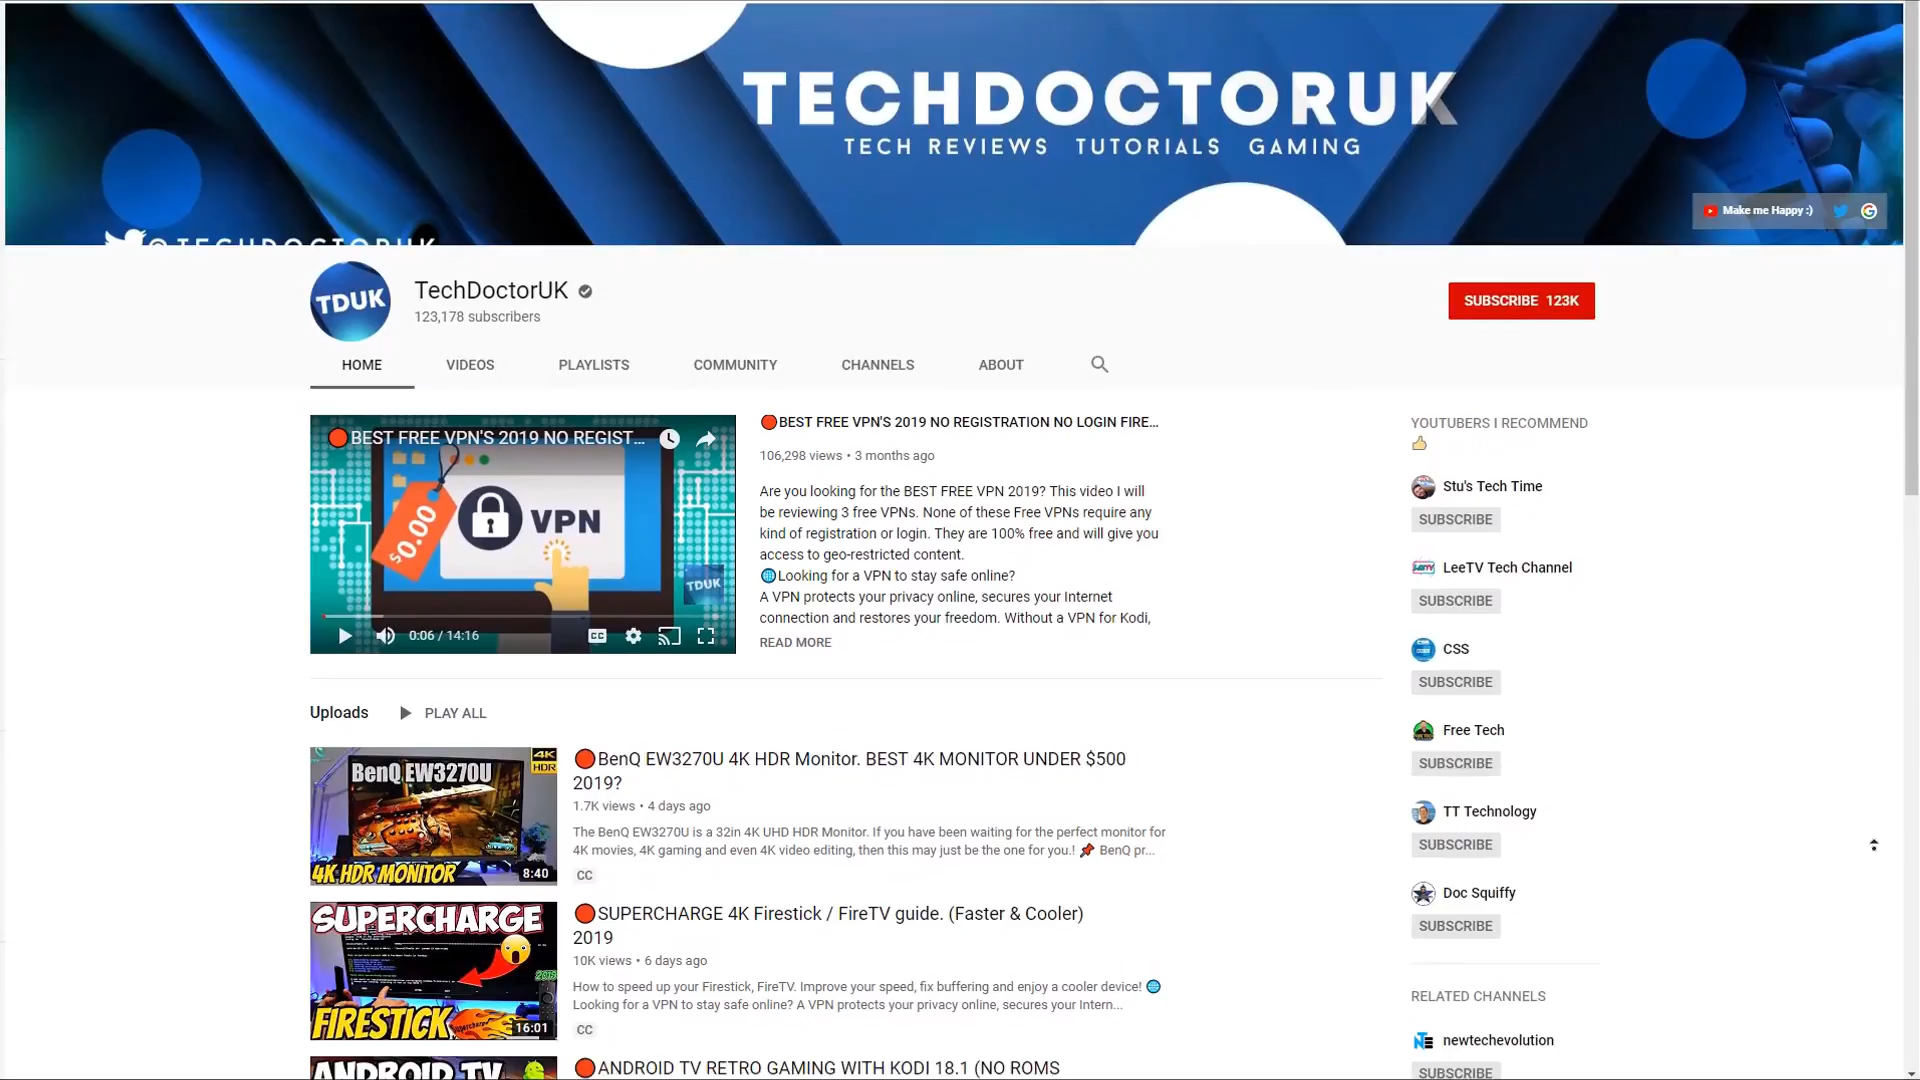 TECHDOCTORUK
TECH REVIEWS TUTORIALS GAMING
Make me Happy :)
@TECHDOCTORUK
TDUK
TechDoctorUK
123,178 subscribers
SUBSCRIBE 123K
HOME
VIDEOS
PLAYLISTS
COMMUNITY
CHANNELS
ABOUT
BEST FREE VPN'S 2019 NO REGIST...
$0.00
VPN
TDUK
0:06 / 14:16
CC
BEST FREE VPN'S 2019 NO REGISTRATION NO LOGIN FIRE...
106,298 views • 3 months ago
Are you looking for the BEST FREE VPN 2019? This video I will
be reviewing 3 free VPNs. None of these Free VPNs require any
kind of registration or login. They are 100% free and will give you
access to geo-restricted content.
Looking for a VPN to stay safe online?
A VPN protects your privacy online, secures your Internet
connection and restores your freedom. Without a VPN for Kodi,
READ MORE
Uploads
PLAY ALL
BenQ EW3270U
4K
HDR
4K HDR MONITOR
8:40
BenQ EW3270U 4K HDR Monitor. BEST 4K MONITOR UNDER $500
2019?
1.7K views • 4 days ago
The BenQ EW3270U is a 32in 4K UHD HDR Monitor. If you have been waiting for the perfect monitor for
4K movies, 4K gaming and even 4K video editing, then this may just be the one for you.! BenQ pr...
CC
SUPERCHARGE
2019
FIRESTICK
16:01
SUPERCHARGE 4K Firestick / FireTV guide. (Faster & Cooler)
2019
10K views • 6 days ago
How to speed up your Firestick, FireTV. Improve your speed, fix buffering and enjoy a cooler device!
Looking for a VPN to stay safe online? A VPN protects your privacy online, secures your Intern...
CC
ANDROID TV
ANDROID TV RETRO GAMING WITH KODI 18.1 (NO ROMS
YOUTUBERS I RECOMMEND
Stu's Tech Time
SUBSCRIBE
LeeTV Tech Channel
SUBSCRIBE
CSS
SUBSCRIBE
Free Tech
SUBSCRIBE
TT Technology
SUBSCRIBE
Doc Squiffy
SUBSCRIBE
RELATED CHANNELS
newtechevolution
SUBSCRIBE